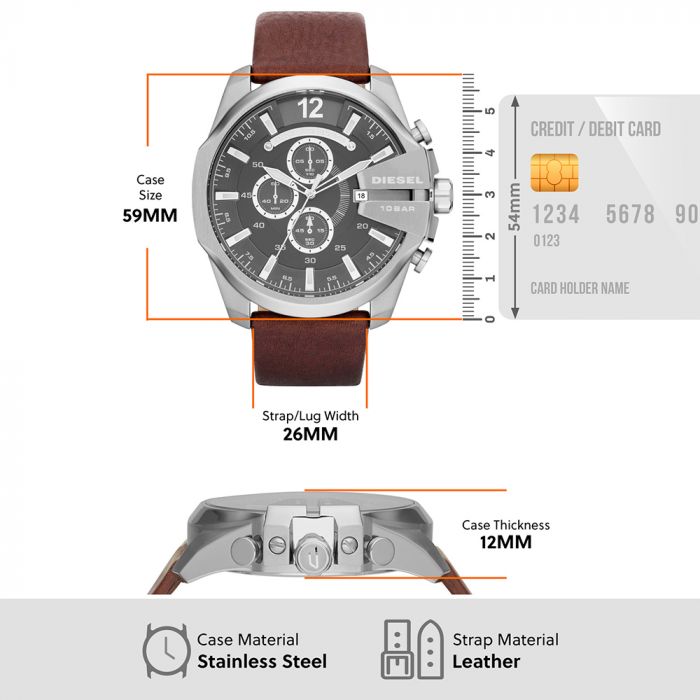 12
DIESEL
10BAR
18
Case
Size
59MM
5
4
3
2
1
0
54mm
CREDIT / DEBIT CARD
1234 5678 90
0123
CARD HOLDER NAME
Strap/Lug Width
26MM
Case Thickness
12MM
Case Material
Stainless Steel
Strap Material
Leather